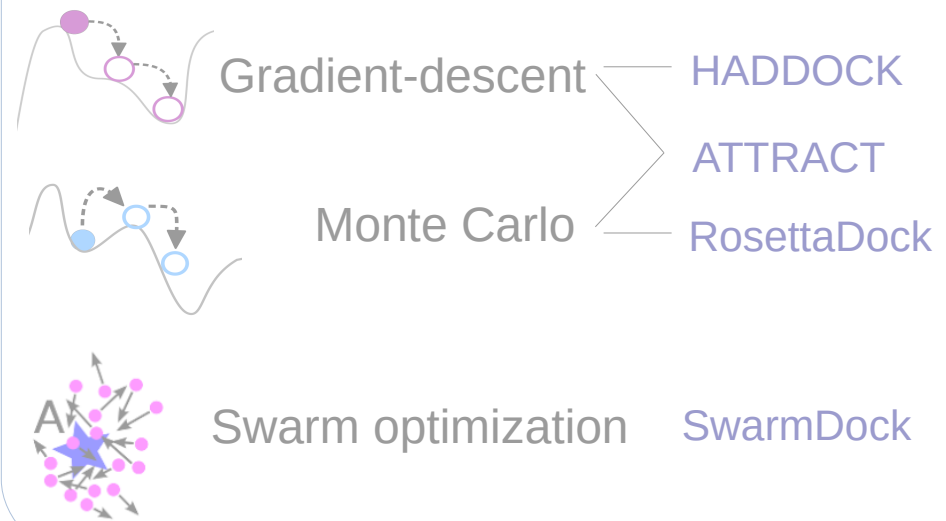 Gradient-descent
HADDOCK
ATTRACT
Monte Carlo
RosettaDock
A
Swarm optimization
SwarmDock